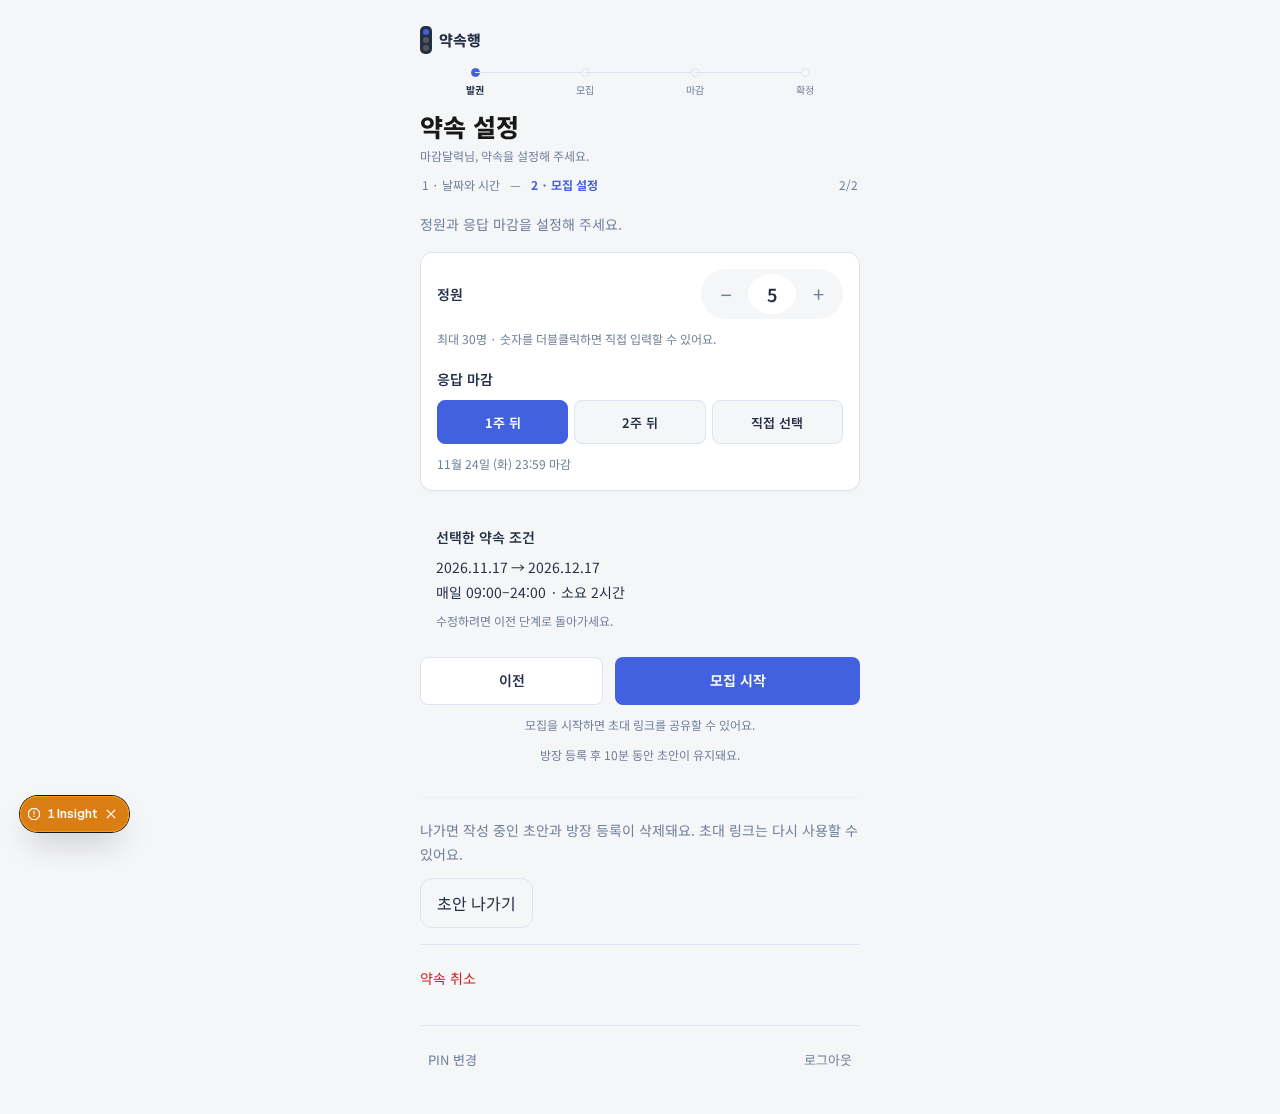 약속행
발권 모집 마감 확정
약속 설정
마감달력님, 약속을 설정해 주세요.
1 · 날짜와 시간 — 2 · 모집 설정 2/2
정원과 응답 마감을 설정해 주세요.
정원 − 5 +
최대 30명 · 숫자를 더블클릭하면 직접 입력할 수 있어요.
응답 마감
1주 뒤 2주 뒤 직접 선택
11월 24일 (화) 23:59 마감
선택한 약속 조건
2026.11.17 → 2026.12.17
매일 09:00–24:00 · 소요 2시간
수정하려면 이전 단계로 돌아가세요.
이전 모집 시작
모집을 시작하면 초대 링크를 공유할 수 있어요.
방장 등록 후 10분 동안 초안이 유지돼요.
1 Insight
나가면 작성 중인 초안과 방장 등록이 삭제돼요. 초대 링크는 다시 사용할 수
있어요.
초안 나가기
약속 취소
PIN 변경 로그아웃